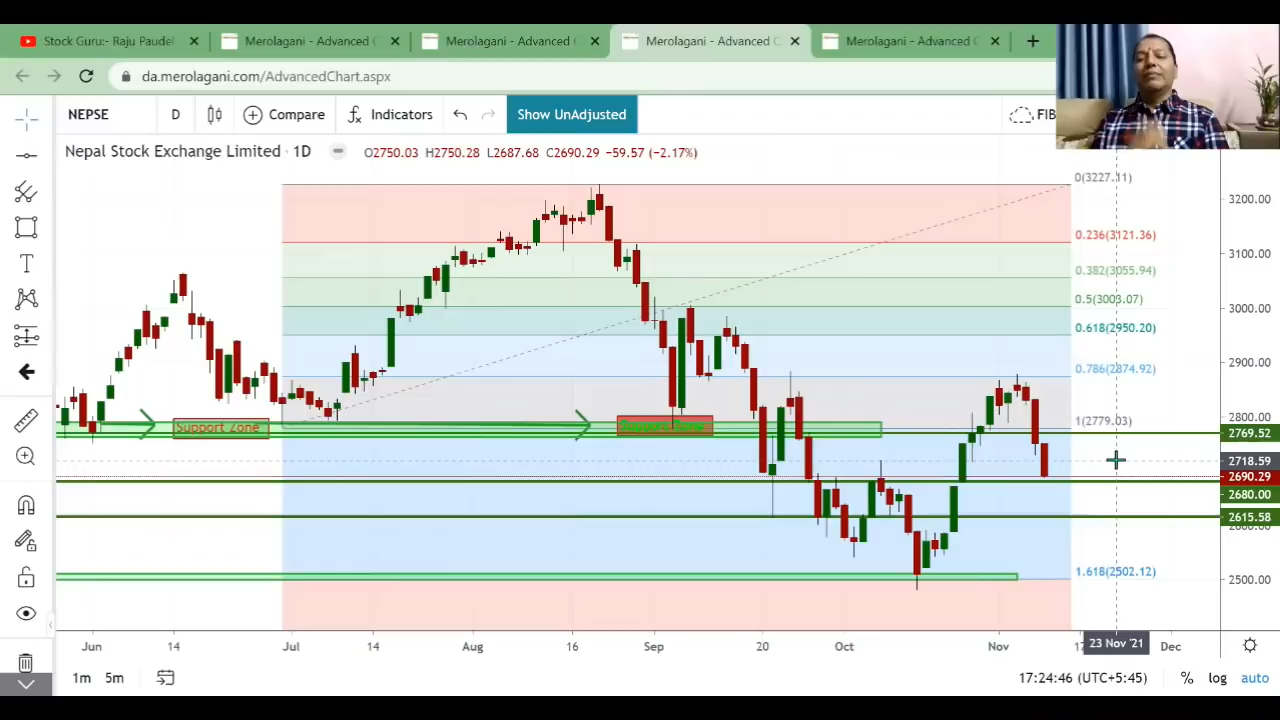 Stock Guru:- Raju Paudel
Merolagani - Advanced C
Merolagani - Advanced C
Merolagani - Advanced C
Merolagani - Advanced C
da.merolagani.com/AdvancedChart.aspx
NEPSE D Compare Indicators Show UnAdjusted FIB
Nepal Stock Exchange Limited · 1D O2750.03 H2750.28 L2687.68 C2690.29 −59.57 (−2.17%)
0(3227.11)
3200.00
0.236(3121.36)
3100.00
0.382(3055.94)
0.5(3003.07)
3000.00
0.618(2950.20)
2900.00
0.786(2874.92)
2800.00
1(2779.03)
Support Zone
2769.52
2718.59
2690.29
2680.00
2615.58
1.618(2502.12)
2500.00
Jun 14 Jul 14 Aug 16 Sep 20 Oct Nov 23 Nov '21 Dec
1m 5m 17:24:46 (UTC+5:45) % log auto